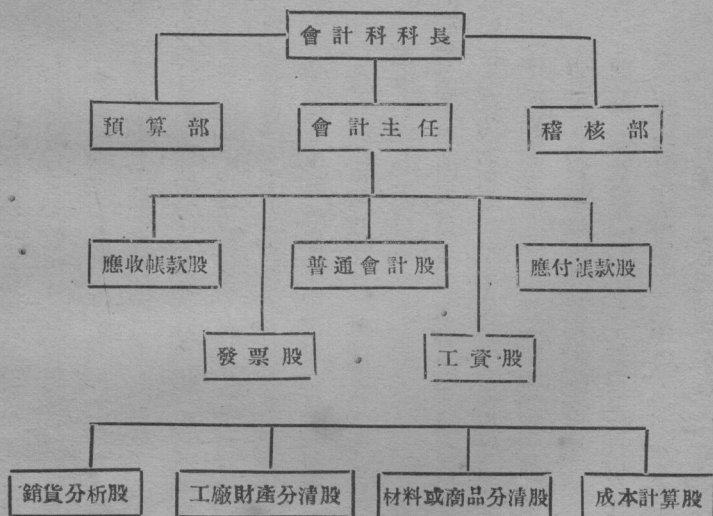 會計科科長
預算部
會計主任
稽核部
應收帳款股
普通會計股
應付帳款股
發票股
工資股
銷貨分析股
工廠財產分清股
材料或商品分清股
成本計算股